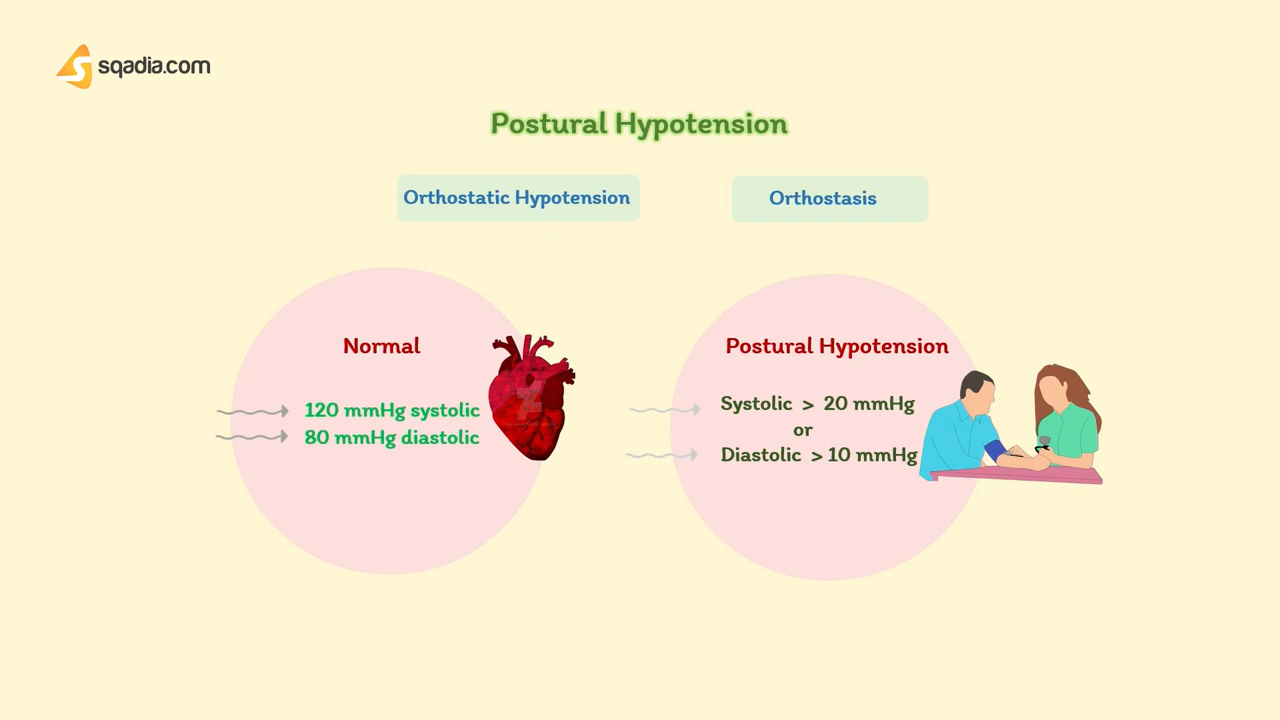 sqadia.com
Postural Hypotension
Orthostatic Hypotension
Orthostasis
Normal
120 mmHg systolic
80 mmHg diastolic
Postural Hypotension
Systolic > 20 mmHg
or
Diastolic > 10 mmHg